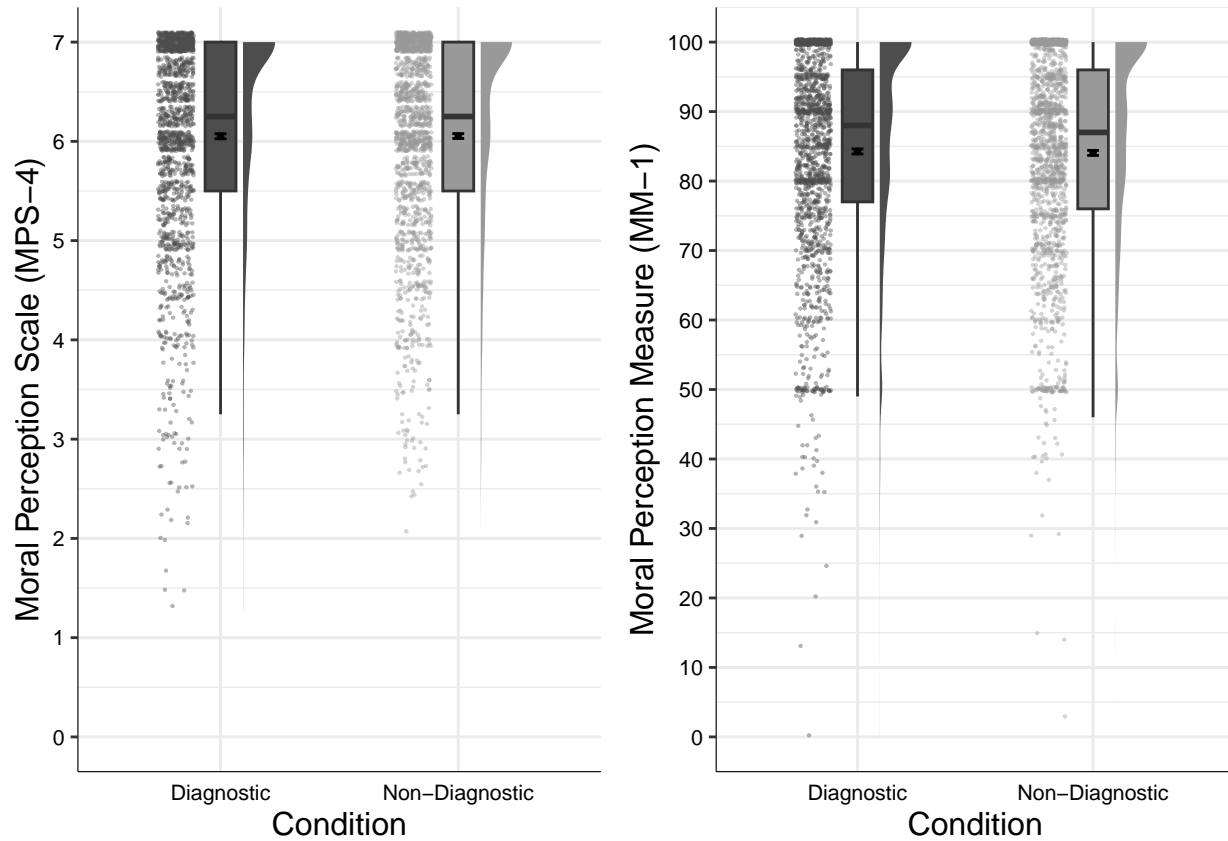 Moral Perception Scale (MPS−4)
7
6
5
4
3
2
1
0
Diagnostic
Non−Diagnostic
Condition
Moral Perception Measure (MM−1)
100
90
80
70
60
50
40
30
20
10
0
Diagnostic
Non−Diagnostic
Condition